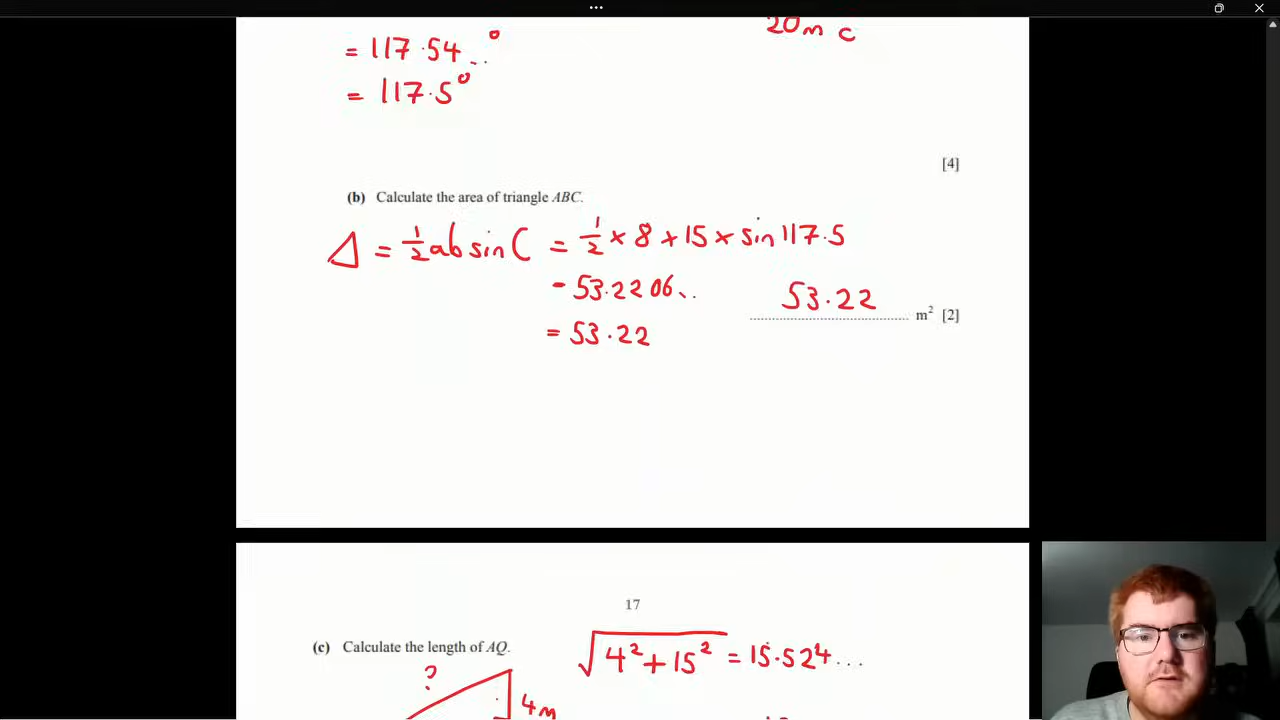 20m C
= 117.54..°
= 117.5°
[4]
(b) Calculate the area of triangle ABC.
△ = 1/2 ab sin C = 1/2 × 8 × 15 × sin 117.5
= 53.2206..
53.22 m² [2]
= 53.22
17
(c) Calculate the length of AQ.
√4² + 15² = 15.524...
?
4m